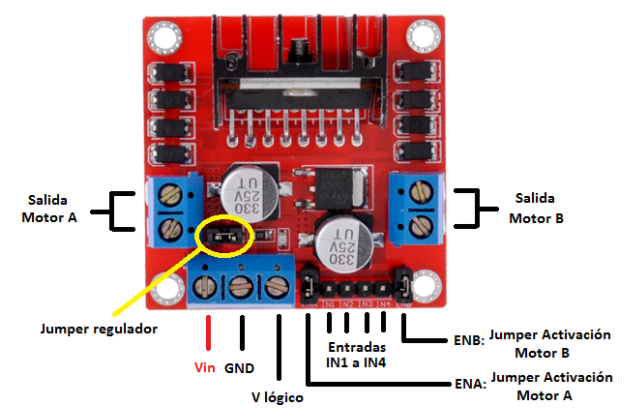 330
25V
UT
330
25V
UT
Salida
Motor A
Salida
Motor B
IN1 IN2 IN3 IN4
Jumper regulador
Vin
GND
V lógico
Entradas
IN1 a IN4
ENB: Jumper Activación
Motor B
ENA: Jumper Activación
Motor A